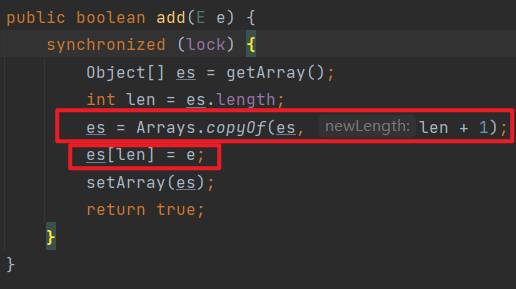 public boolean add(E e) {
synchronized (lock) {
Object[] es = getArray();
int len = es.length;
es = Arrays.copyOf(es, newLength: len + 1);
es[len] = e;
setArray(es);
return true;
}
}